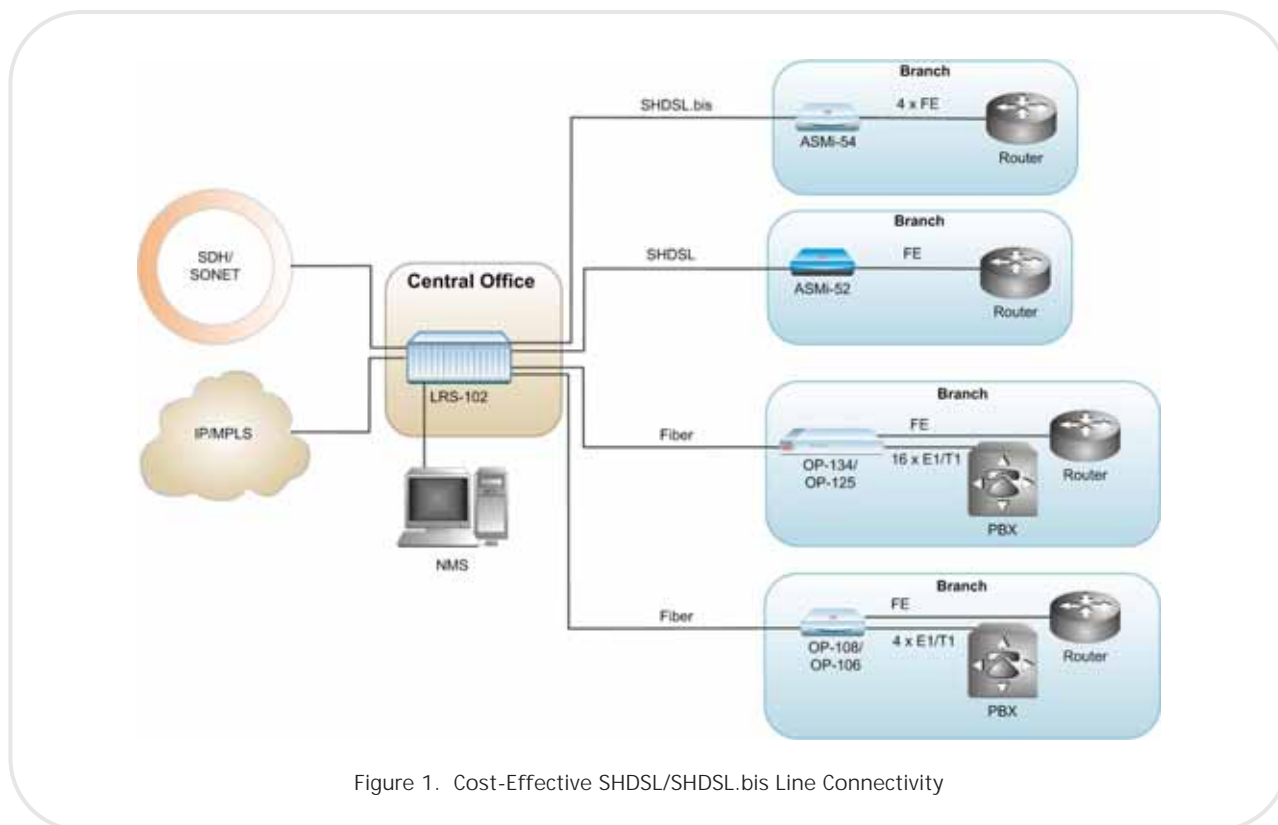 Branch
SHDSL.bis
4 x FE
ASMi-54
Router
Branch
SHDSL
FE
ASMi-52
Router
SDH/
SONET
Central Office
LRS-102
IP/MPLS
NMS
Branch
Fiber
FE
16 x E1/T1
OP-134/
OP-125
Router
PBX
Branch
Fiber
FE
4 x E1/T1
OP-108/
OP-106
Router
PBX
Figure 1. Cost-Effective SHDSL/SHDSL.bis Line Connectivity